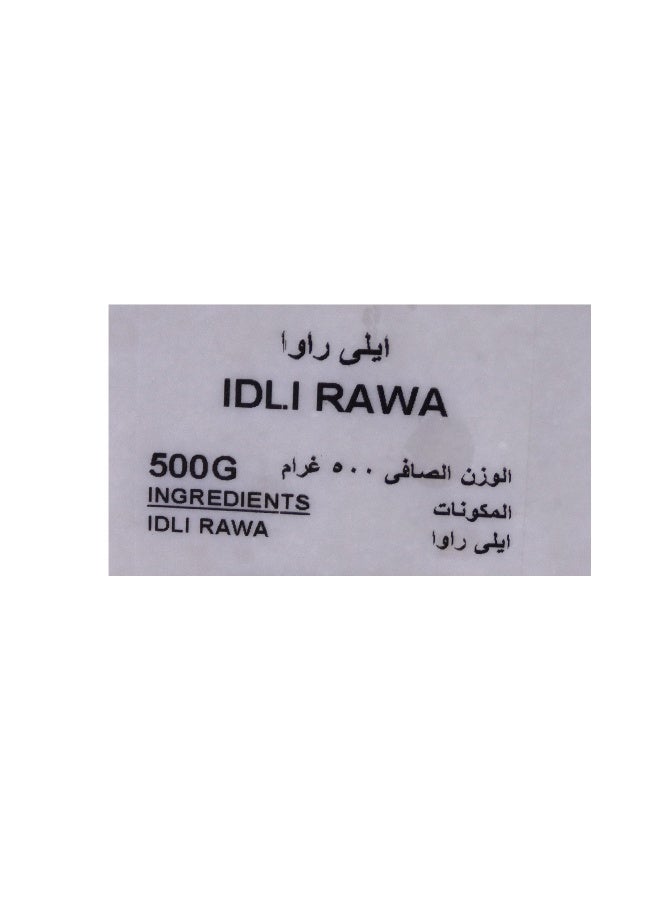 ايلى راوا
IDLI RAWA
500G الوزن الصافى ٥٠٠ غرام
INGREDIENTS المكونات
IDLI RAWA ايلى راوا